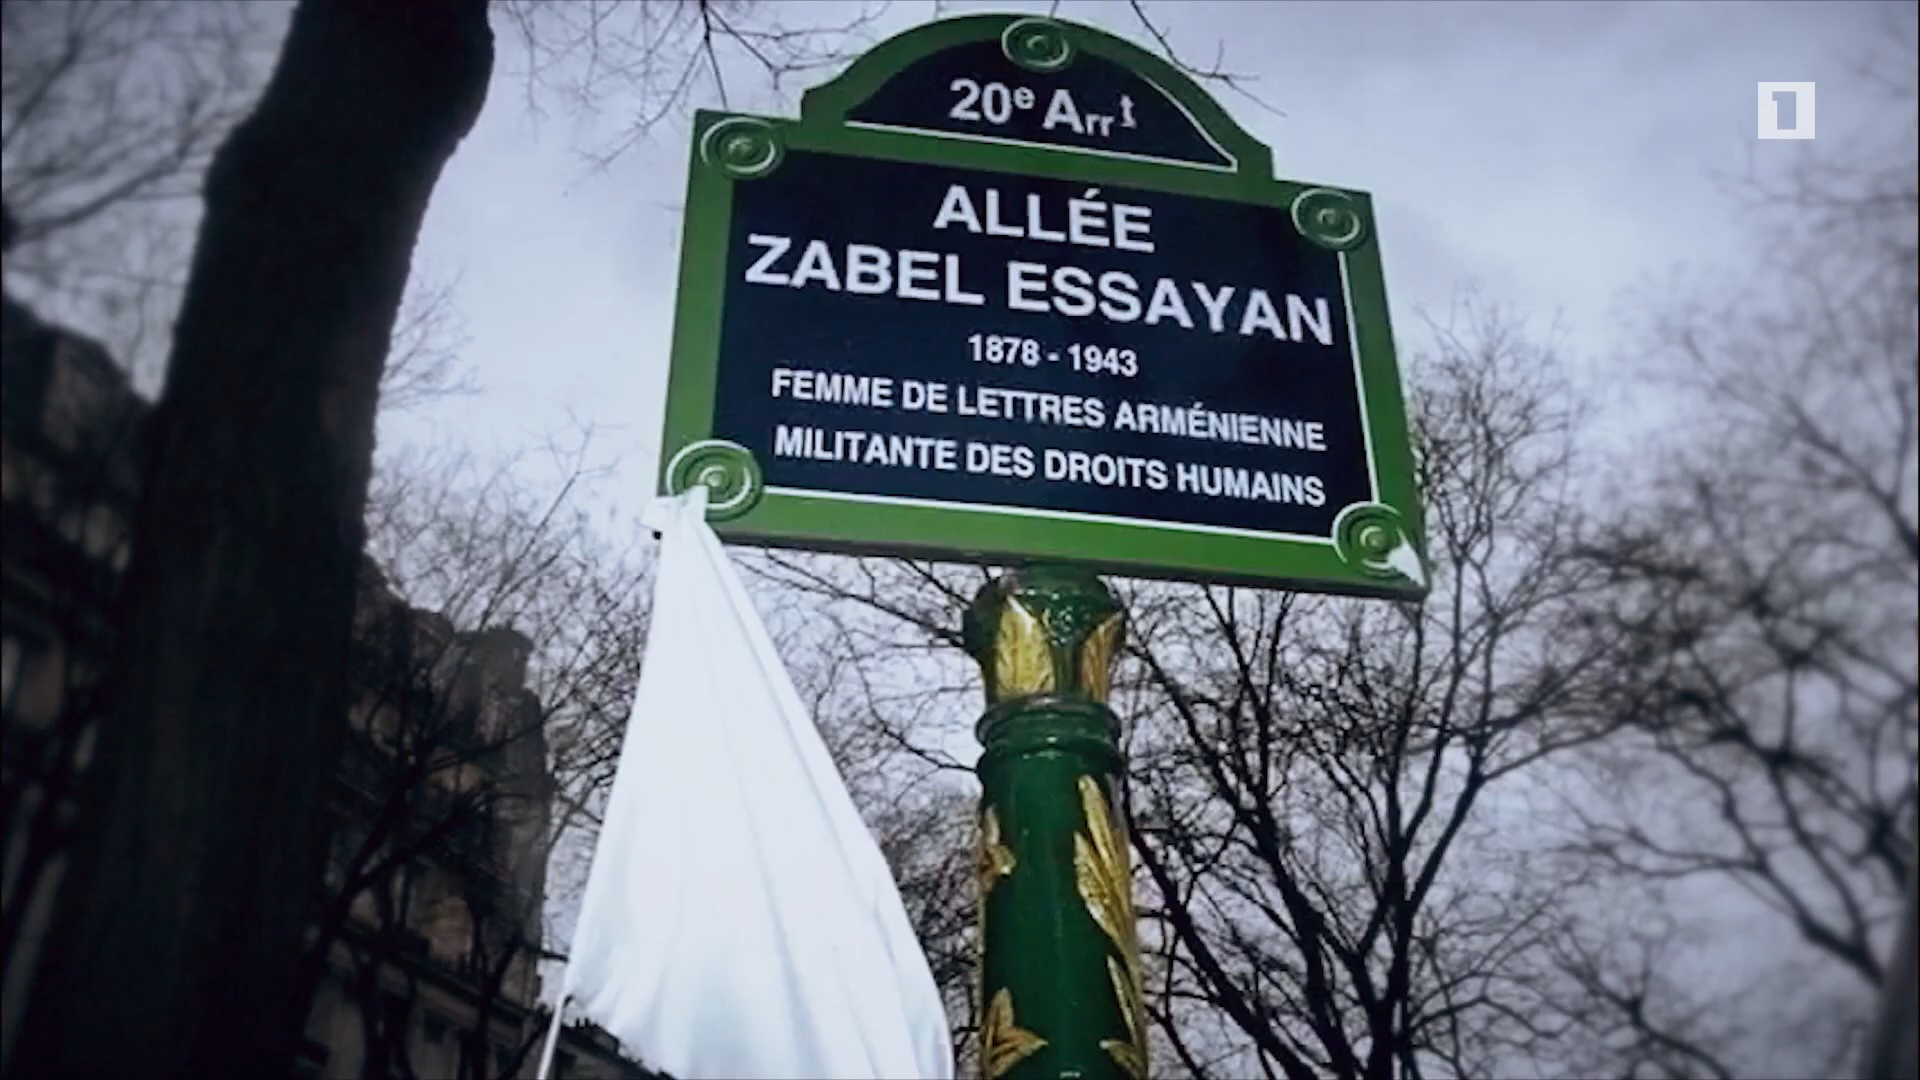 20e Arrt
ALLÉE
ZABEL ESSAYAN
1878 - 1943
FEMME DE LETTRES ARMÉNIENNE
MILITANTE DES DROITS HUMAINS
1